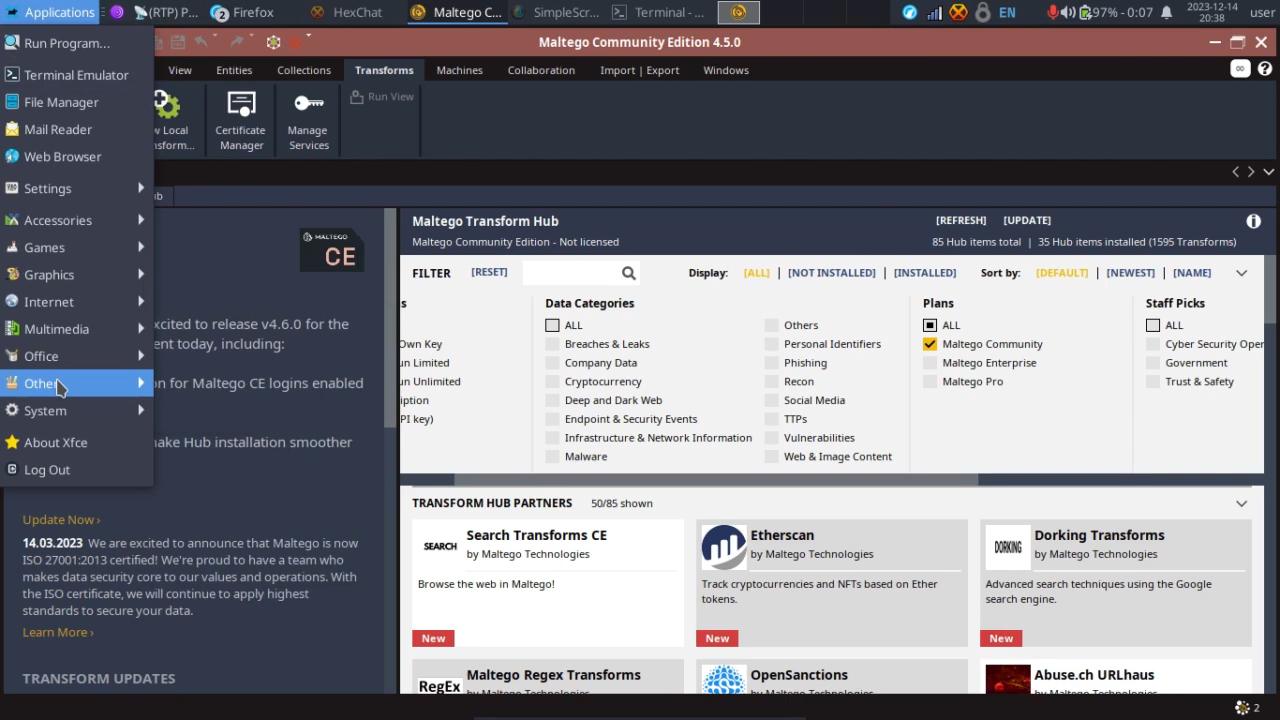 Applications
(RTP) P...
Firefox
HexChat
Maltego C...
SimpleScr...
Terminal - ...
EN
97% - 0:07
2023-12-14
20:38
user
Maltego Community Edition 4.5.0
View
Entities
Collections
Transforms
Machines
Collaboration
Import | Export
Windows
w Local
nsform...
Certificate
Manager
Manage
Services
Run View
Run Program...
Terminal Emulator
File Manager
Mail Reader
Web Browser
Settings
Accessories
Games
Graphics
Internet
Multimedia
Office
Other
System
About Xfce
Log Out
ub
MALTEGO
CE
xcited to release v4.6.0 for the
ent today, including:
on for Maltego CE logins enabled
make Hub installation smoother
Update Now ›
14.03.2023 We are excited to announce that Maltego is now
ISO 27001:2013 certified! We're proud to have a team who
makes data security core to our values and operations. With
the ISO certificate, we will continue to apply highest
standards to secure your data.
Learn More ›
TRANSFORM UPDATES
Maltego Transform Hub
[REFRESH]
[UPDATE]
Maltego Community Edition - Not licensed
85 Hub items total | 35 Hub items installed (1595 Transforms)
FILTER
[RESET]
Display:
[ALL] | [NOT INSTALLED] | [INSTALLED]
Sort by:
[DEFAULT] | [NEWEST] | [NAME]
s
Own Key
un Limited
un Unlimited
iption
PI key)
Data Categories
ALL
Breaches & Leaks
Company Data
Cryptocurrency
Deep and Dark Web
Endpoint & Security Events
Infrastructure & Network Information
Malware
Others
Personal Identifiers
Phishing
Recon
Social Media
TTPs
Vulnerabilities
Web & Image Content
Plans
ALL
Maltego Community
Maltego Enterprise
Maltego Pro
Staff Picks
ALL
Cyber Security Oper
Government
Trust & Safety
TRANSFORM HUB PARTNERS
50/85 shown
SEARCH
Search Transforms CE
by Maltego Technologies
Browse the web in Maltego!
New
Etherscan
by Maltego Technologies
Track cryptocurrencies and NFTs based on Ether
tokens.
New
DORKING
Dorking Transforms
by Maltego Technologies
Advanced search techniques using the Google
search engine.
New
RegEx
Maltego Regex Transforms
by Maltego Technologies
OpenSanctions
by Maltego Technologies
Abuse.ch URLhaus
by Maltego Technologies
2